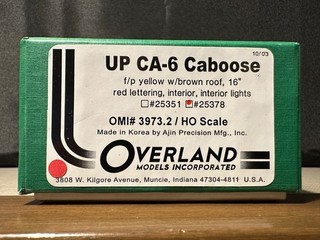 10/03
UP CA-6 Caboose
f/p yellow w/brown roof, 16"
red lettering, interior, interior lights
#25351 #25378
OMI# 3973.2 / HO Scale
Made in Korea by Ajin Precision Mfg., Inc.
OVERLAND
MODELS INCORPORATED
3808 W. Kilgore Avenue, Muncie, Indiana 47304-4811 U.S.A.